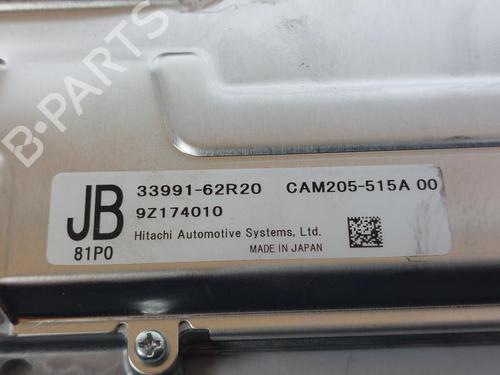 B-PARTS
JB
81P0
33991-62R20 CAM205-515A 00
9Z174010
Hitachi Automotive Systems, Ltd.
MADE IN JAPAN